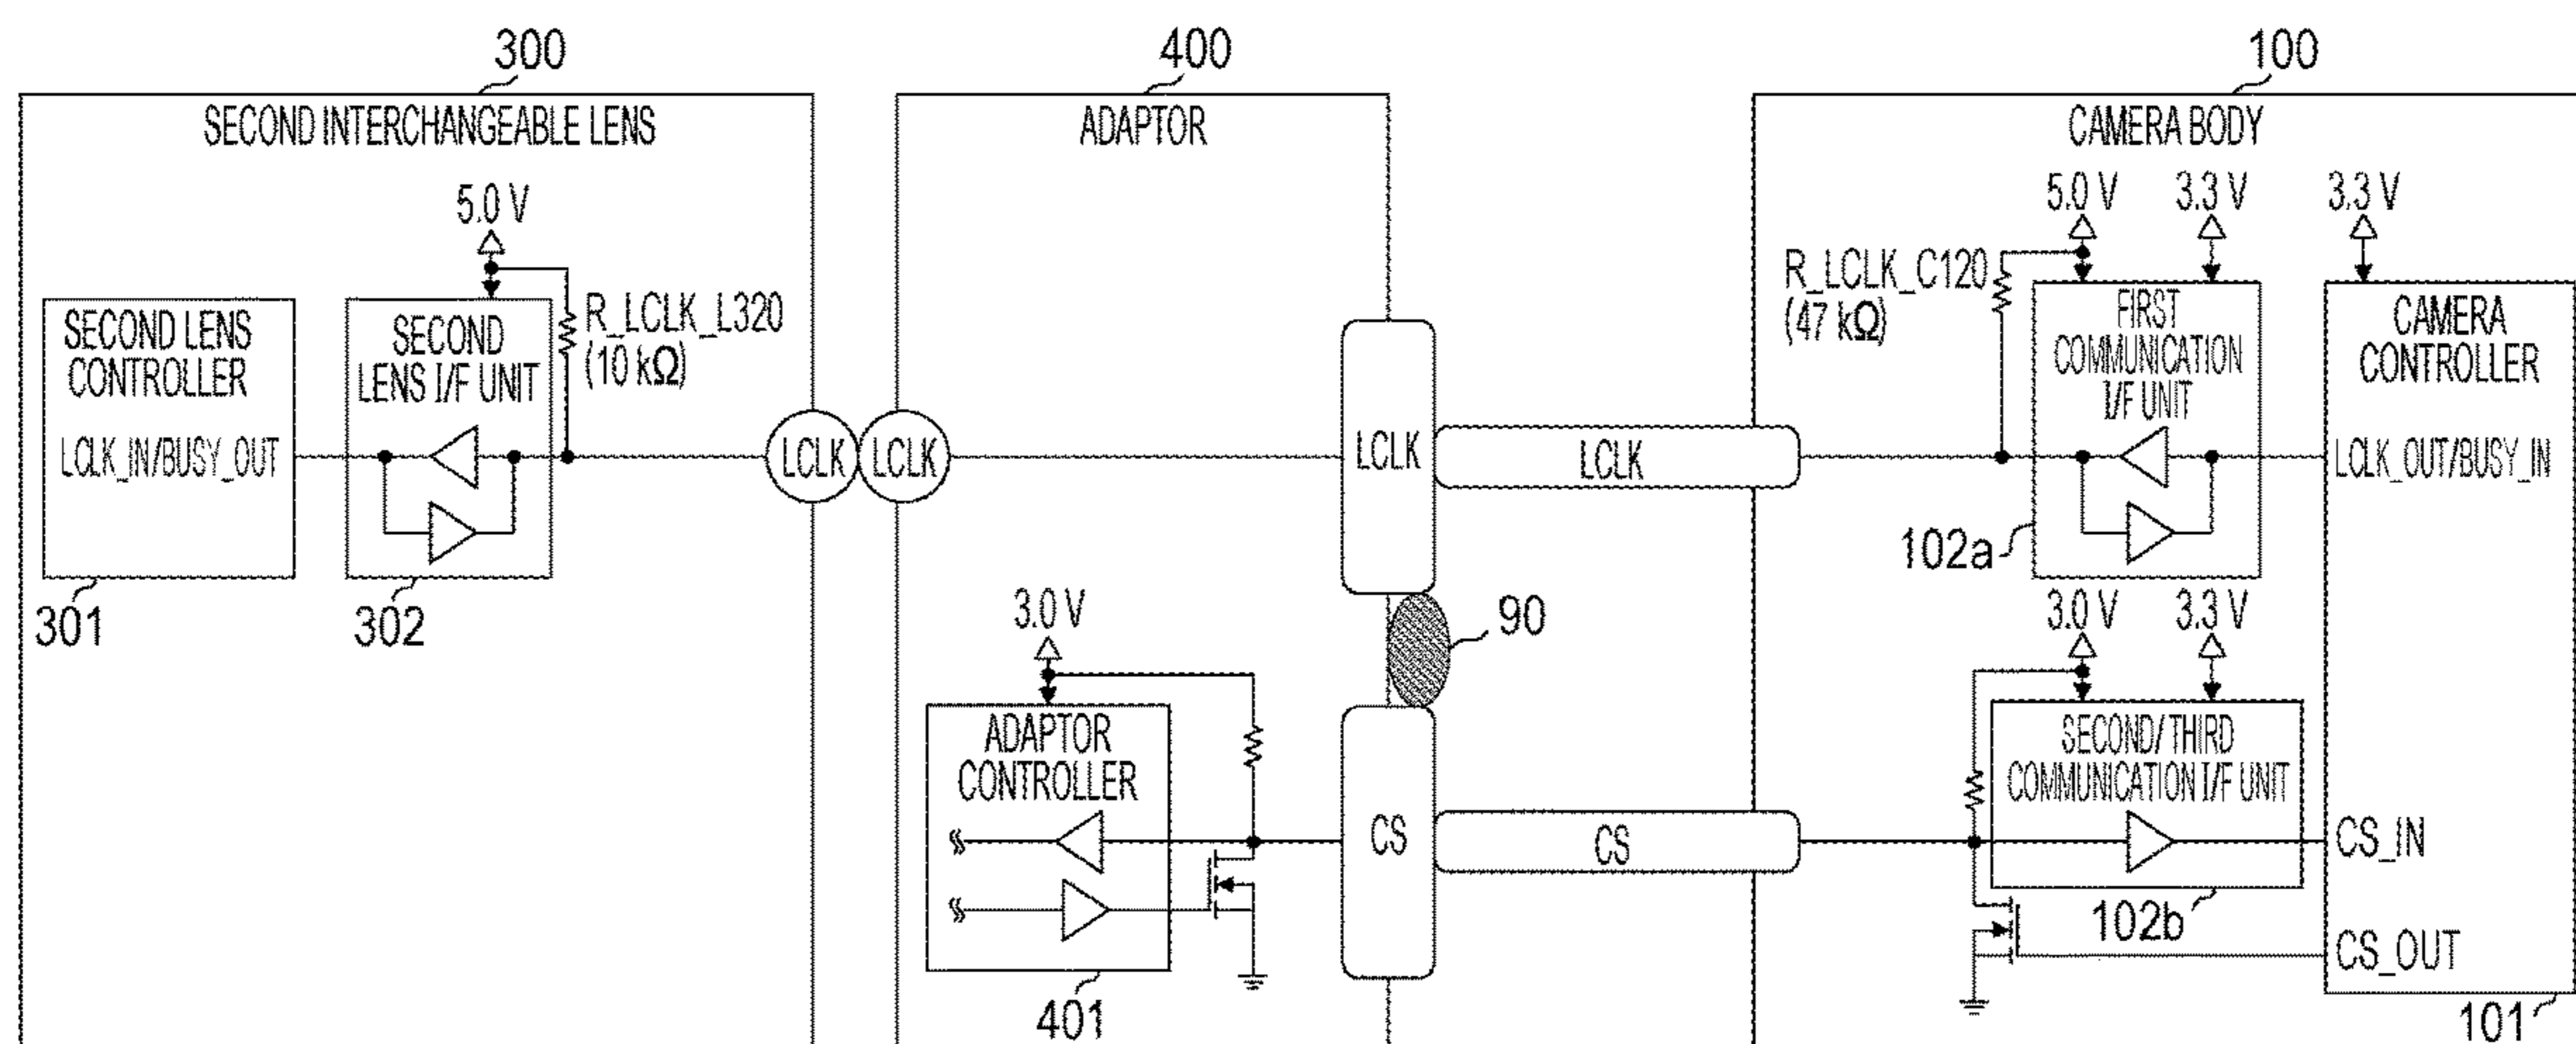 300
400
100
SECOND INTERCHANGEABLE LENS
ADAPTOR
CAMERA BODY
5.0 V
5.0 V
3.3 V
3.3 V
R_LCLK_L320
(10 kΩ)
R_LCLK_C120
(47 kΩ)
SECOND LENS
CONTROLLER
LCLK_IN/BUSY_OUT
SECOND
LENS I/F UNIT
FIRST
COMMUNICATION
I/F UNIT
CAMERA
CONTROLLER
LCLK_OUT/BUSY_IN
LCLK
LCLK
LCLK
LCLK
102a
301
302
3.0 V
90
3.0 V
3.3 V
ADAPTOR
CONTROLLER
SECOND/THIRD
COMMUNICATION I/F UNIT
CS
CS
CS_IN
102b
CS_OUT
401
101